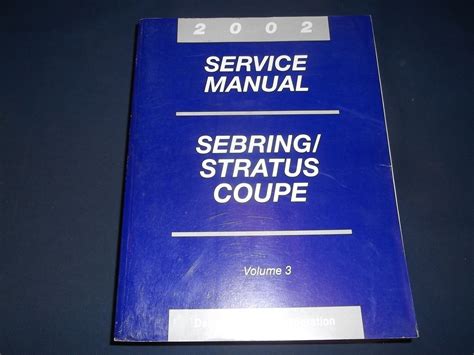 2002
SERVICE
MANUAL
SEBRING/
STRATUS
COUPE
Volume 3